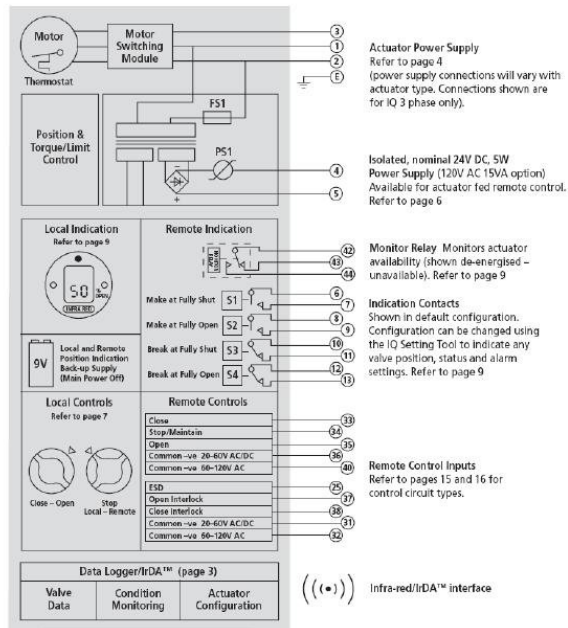 Motor
Thermostat
Motor
Switching
Module
3
1
2
E
Actuator Power Supply
Refer to page 4
(power supply connections will vary with
actuator type. Connections shown are
for IQ 3 phase only).
Position &
Torque/Limit
Control
FS1
PS1
−
+
4
5
Isolated, nominal 24V DC, 5W
Power Supply (120V AC 15VA option)
Available for actuator fed remote control.
Refer to page 6
Local Indication
Refer to page 9
50
% OPEN
INFRA RED
9V
Local and Remote
Position Indication
Back-up Supply
(Main Power Off)
Remote Indication
42
43
44
Monitor Relay Monitors actuator
availability (shown de-energised –
unavailable). Refer to page 9
Make at Fully Shut S1 6 7
Make at Fully Open S2 8 9
Break at Fully Shut S3 10 11
Break at Fully Open S4 12 13
Indication Contacts
Shown in default configuration.
Configuration can be changed using
the IQ Setting Tool to indicate any
valve position, status and alarm
settings. Refer to page 9
Local Controls
Refer to page 7
Close – Open
Stop
Local – Remote
Remote Controls
Close 33
Stop/Maintain 34
Open 35
Common –ve 20-60V AC/DC 36
Common –ve 60–120V AC 40
ESD 25
Open Interlock 37
Close Interlock 38
Common –ve 20-60V AC/DC 31
Common –ve 60–120V AC 32
Remote Control Inputs
Refer to pages 15 and 16 for
control circuit types.
Data Logger/IrDA™ (page 3)
Valve
Data
Condition
Monitoring
Actuator
Configuration
Infra-red/IrDA™ interface